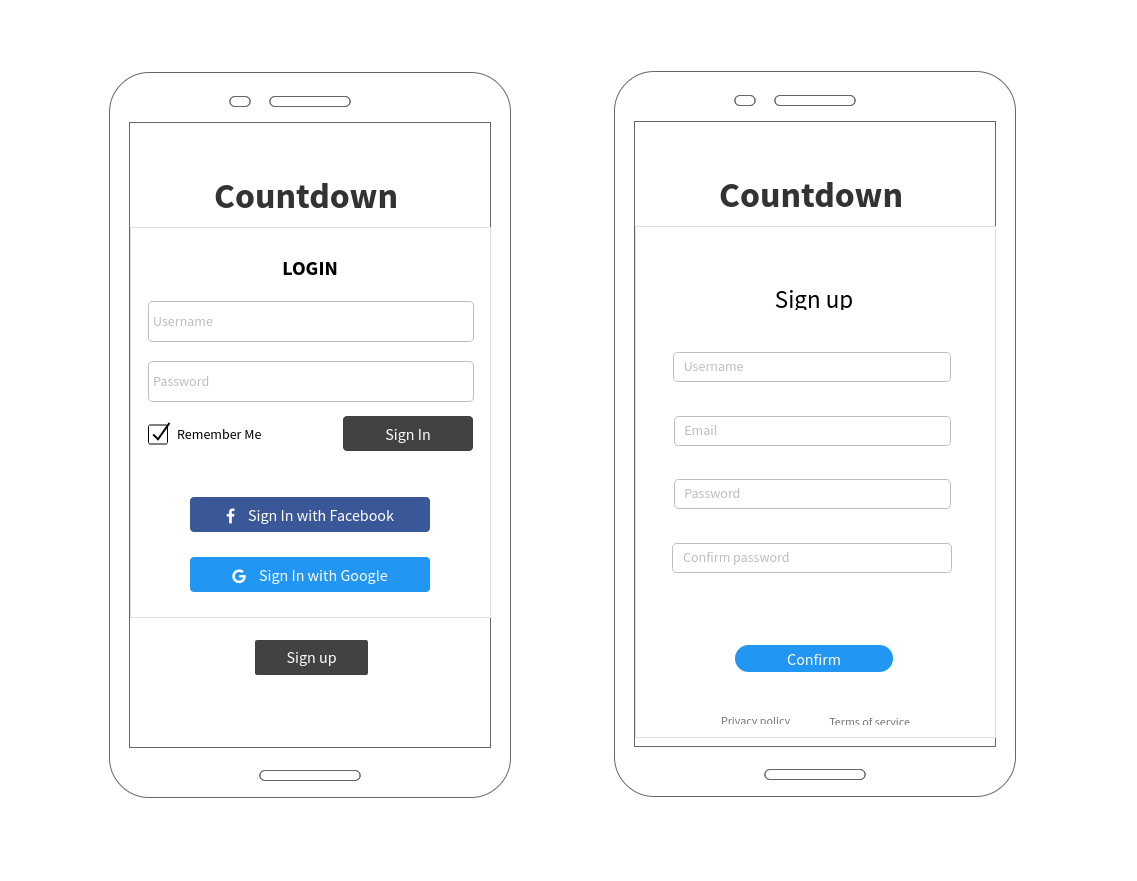 Countdown
LOGIN
Username
Password
Remember Me
Sign In
Sign In with Facebook
G Sign In with Google
Sign up
Countdown
Sign up
Username
Email
Password
Confirm password
Confirm
Privacy policy
Terms of service